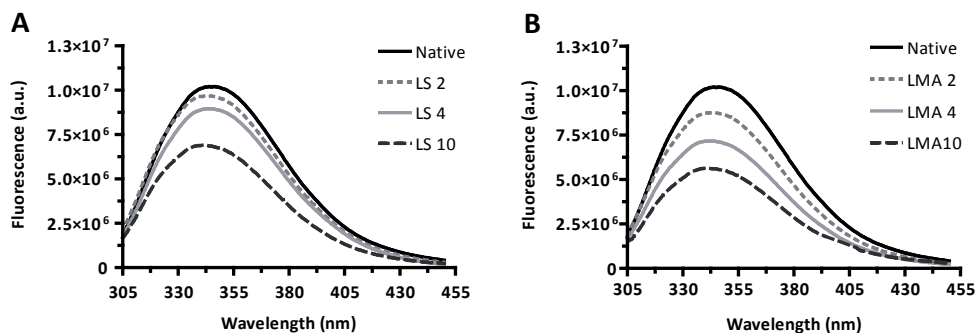 A
Fluorescence (a.u.)
1.3×10⁷
1.0×10⁷
7.5×10⁶
5.0×10⁶
2.5×10⁶
0
305 330 355 380 405 430 455
Wavelength (nm)
Native
LS 2
LS 4
LS 10
B
Fluorescence (a.u.)
1.3×10⁷
1.0×10⁷
7.5×10⁶
5.0×10⁶
2.5×10⁶
0
305 330 355 380 405 430 455
Wavelength (nm)
Native
LMA 2
LMA 4
LMA10